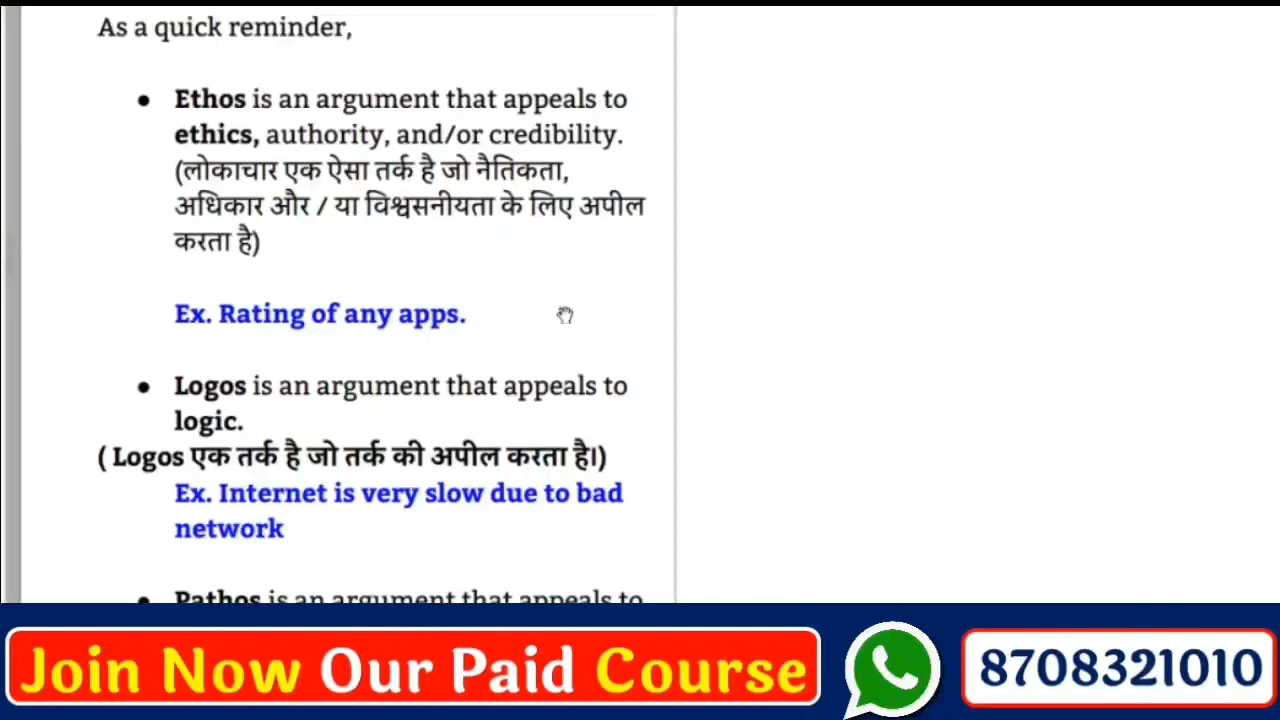 As a quick reminder,
● Ethos is an argument that appeals to
ethics, authority, and/or credibility.
(लोकाचार एक ऐसा तर्क है जो नैतिकता,
अधिकार और / या विश्वसनीयता के लिए अपील
करता है)
Ex. Rating of any apps.
● Logos is an argument that appeals to
logic.
( Logos एक तर्क है जो तर्क की अपील करता है।)
Ex. Internet is very slow due to bad
network
● Pathos is an argument that appeals to
Join Now Our Paid Course
8708321010